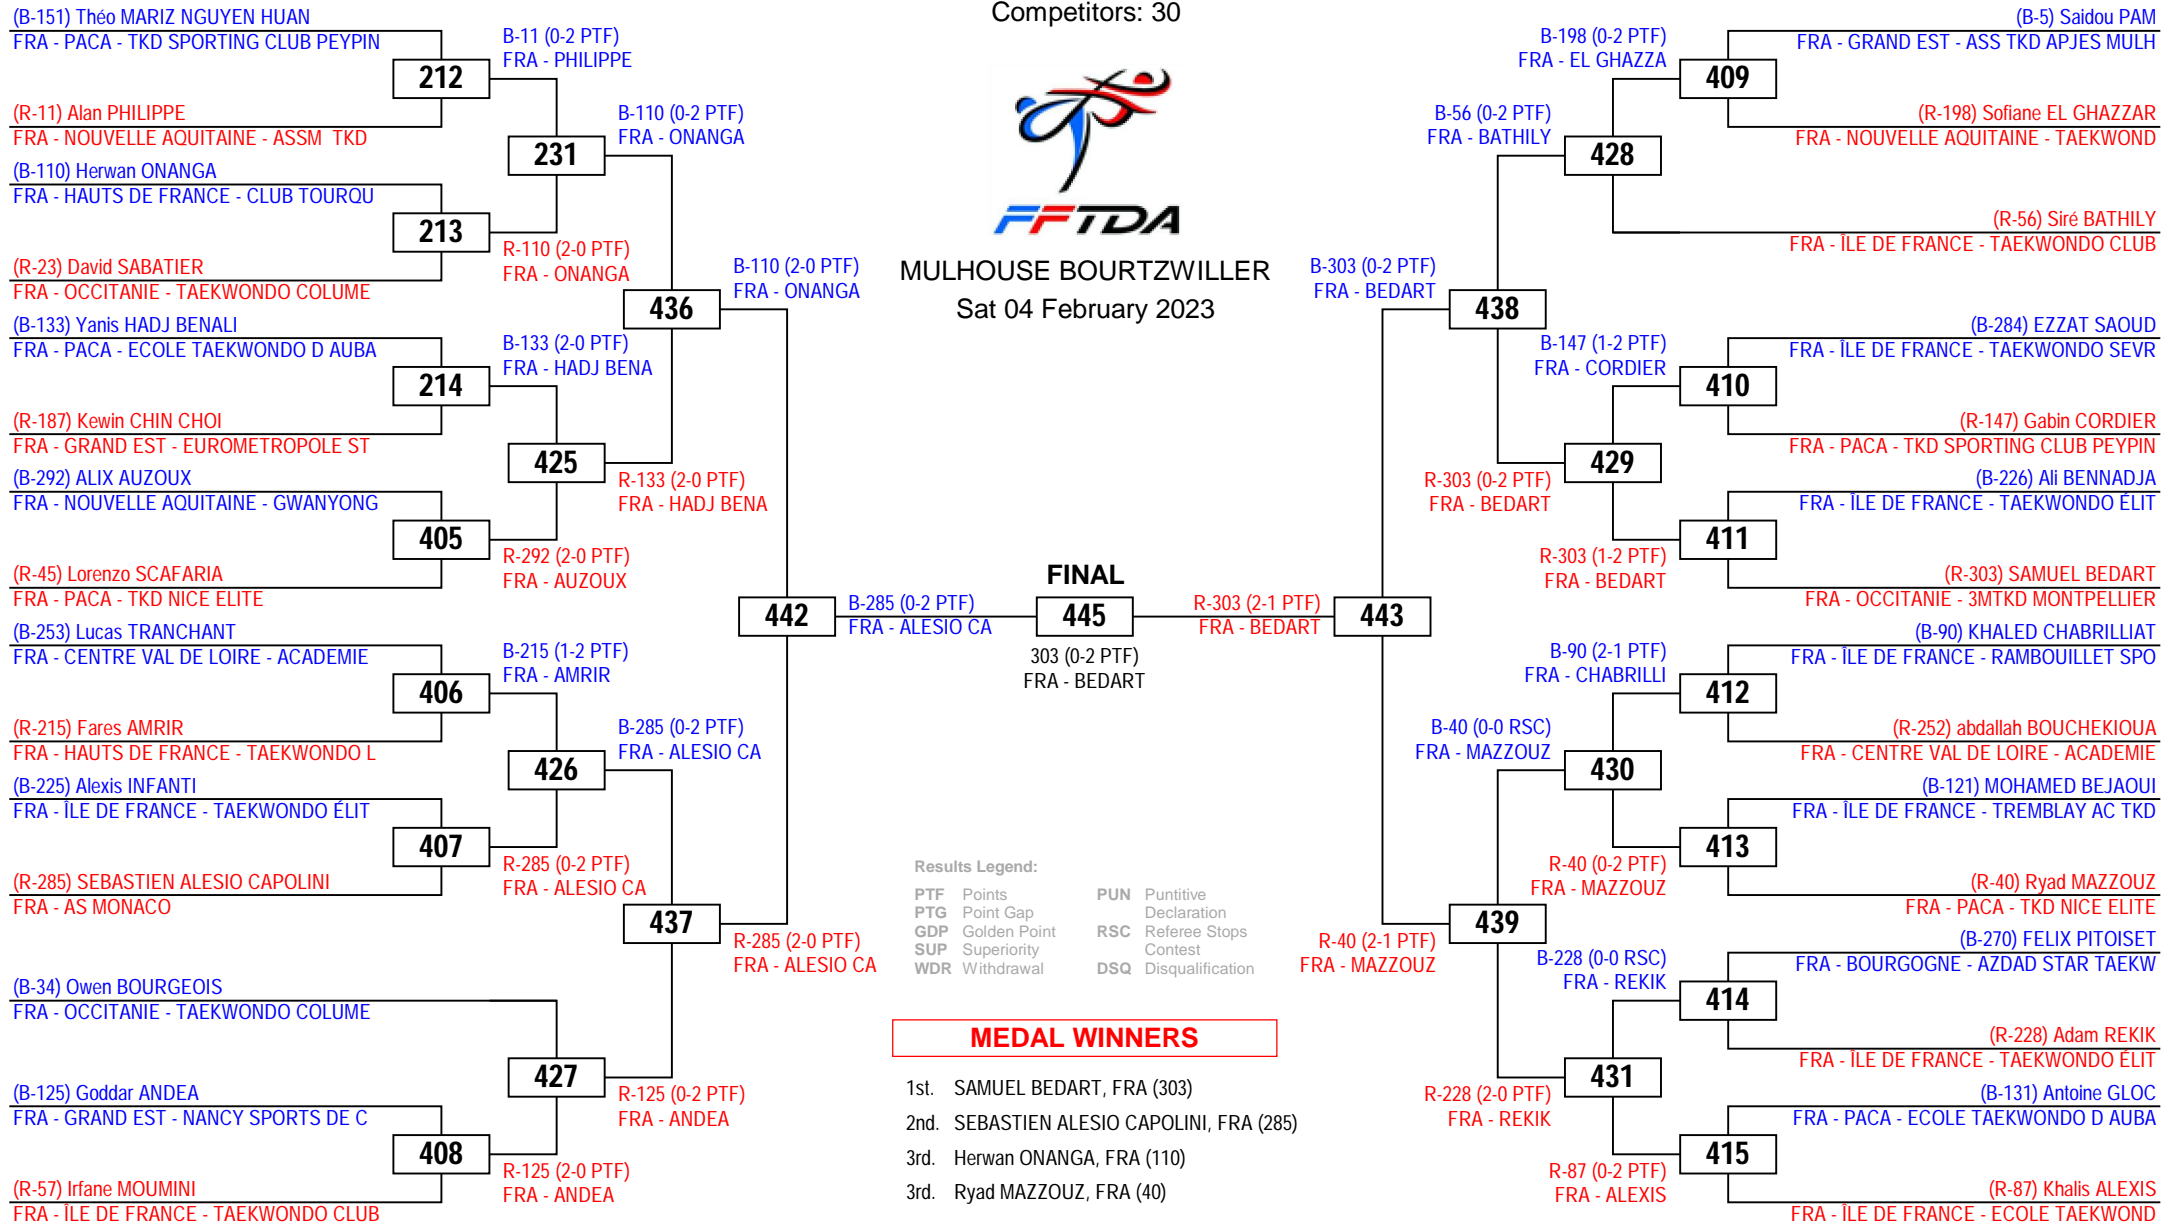 Competitors: 30
(B-151) Théo MARIZ NGUYEN HUAN
FRA - PACA - TKD SPORTING CLUB PEYPIN
212
(R-11) Alan PHILIPPE
FRA - NOUVELLE AQUITAINE - ASSM TKD
(B-110) Herwan ONANGA
FRA - HAUTS DE FRANCE - CLUB TOURQU
213
(R-23) David SABATIER
FRA - OCCITANIE - TAEKWONDO COLUME
(B-133) Yanis HADJ BENALI
FRA - PACA - ECOLE TAEKWONDO D AUBA
214
(R-187) Kewin CHIN CHOI
FRA - GRAND EST - EUROMETROPOLE ST
(B-292) ALIX AUZOUX
FRA - NOUVELLE AQUITAINE - GWANYONG
405
(R-45) Lorenzo SCAFARIA
FRA - PACA - TKD NICE ELITE
(B-253) Lucas TRANCHANT
FRA - CENTRE VAL DE LOIRE - ACADEMIE
406
(R-215) Fares AMRIR
FRA - HAUTS DE FRANCE - TAEKWONDO L
(B-225) Alexis INFANTI
FRA - ÎLE DE FRANCE - TAEKWONDO ÉLIT
407
(R-285) SEBASTIEN ALESIO CAPOLINI
FRA - AS MONACO
(B-34) Owen BOURGEOIS
FRA - OCCITANIE - TAEKWONDO COLUME
(B-125) Goddar ANDEA
FRA - GRAND EST - NANCY SPORTS DE C
408
(R-57) Irfane MOUMINI
FRA - ÎLE DE FRANCE - TAEKWONDO CLUB
B-11 (0-2 PTF)
FRA - PHILIPPE
231
R-110 (2-0 PTF)
FRA - ONANGA
B-133 (2-0 PTF)
FRA - HADJ BENA
425
R-292 (2-0 PTF)
FRA - AUZOUX
B-215 (1-2 PTF)
FRA - AMRIR
426
R-285 (0-2 PTF)
FRA - ALESIO CA
427
R-125 (2-0 PTF)
FRA - ANDEA
B-110 (0-2 PTF)
FRA - ONANGA
436
R-133 (2-0 PTF)
FRA - HADJ BENA
B-285 (0-2 PTF)
FRA - ALESIO CA
437
R-125 (0-2 PTF)
FRA - ANDEA
B-110 (2-0 PTF)
FRA - ONANGA
442
R-285 (2-0 PTF)
FRA - ALESIO CA
FFTDA
MULHOUSE BOURTZWILLER
Sat 04 February 2023
FINAL
B-285 (0-2 PTF)
FRA - ALESIO CA
445
R-303 (2-1 PTF)
FRA - BEDART
303 (0-2 PTF)
FRA - BEDART
Results Legend:
PTF Points
PTG Point Gap
GDP Golden Point
SUP Superiority
WDR Withdrawal
PUN Puntitive
Declaration
RSC Referee Stops
Contest
DSQ Disqualification
MEDAL WINNERS
1st. SAMUEL BEDART, FRA (303)
2nd. SEBASTIEN ALESIO CAPOLINI, FRA (285)
3rd. Herwan ONANGA, FRA (110)
3rd. Ryad MAZZOUZ, FRA (40)
B-303 (0-2 PTF)
FRA - BEDART
443
R-40 (2-1 PTF)
FRA - MAZZOUZ
B-56 (0-2 PTF)
FRA - BATHILY
438
R-303 (0-2 PTF)
FRA - BEDART
B-40 (0-0 RSC)
FRA - MAZZOUZ
439
R-228 (2-0 PTF)
FRA - REKIK
B-198 (0-2 PTF)
FRA - EL GHAZZA
428
B-147 (1-2 PTF)
FRA - CORDIER
429
R-303 (1-2 PTF)
FRA - BEDART
B-90 (2-1 PTF)
FRA - CHABRILLI
430
R-40 (0-2 PTF)
FRA - MAZZOUZ
B-228 (0-0 RSC)
FRA - REKIK
431
R-87 (0-2 PTF)
FRA - ALEXIS
(B-5) Saidou PAM
FRA - GRAND EST - ASS TKD APJES MULH
409
(R-198) Sofiane EL GHAZZAR
FRA - NOUVELLE AQUITAINE - TAEKWOND
(R-56) Siré BATHILY
FRA - ÎLE DE FRANCE - TAEKWONDO CLUB
(B-284) EZZAT SAOUD
FRA - ÎLE DE FRANCE - TAEKWONDO SEVR
410
(R-147) Gabin CORDIER
FRA - PACA - TKD SPORTING CLUB PEYPIN
(B-226) Ali BENNADJA
FRA - ÎLE DE FRANCE - TAEKWONDO ÉLIT
411
(R-303) SAMUEL BEDART
FRA - OCCITANIE - 3MTKD MONTPELLIER
(B-90) KHALED CHABRILLIAT
FRA - ÎLE DE FRANCE - RAMBOUILLET SPO
412
(R-252) abdallah BOUCHEKIOUA
FRA - CENTRE VAL DE LOIRE - ACADEMIE
(B-121) MOHAMED BEJAOUI
FRA - ÎLE DE FRANCE - TREMBLAY AC TKD
413
(R-40) Ryad MAZZOUZ
FRA - PACA - TKD NICE ELITE
(B-270) FELIX PITOISET
FRA - BOURGOGNE - AZDAD STAR TAEKW
414
(R-228) Adam REKIK
FRA - ÎLE DE FRANCE - TAEKWONDO ÉLIT
(B-131) Antoine GLOC
FRA - PACA - ECOLE TAEKWONDO D AUBA
415
(R-87) Khalis ALEXIS
FRA - ÎLE DE FRANCE - ECOLE TAEKWOND